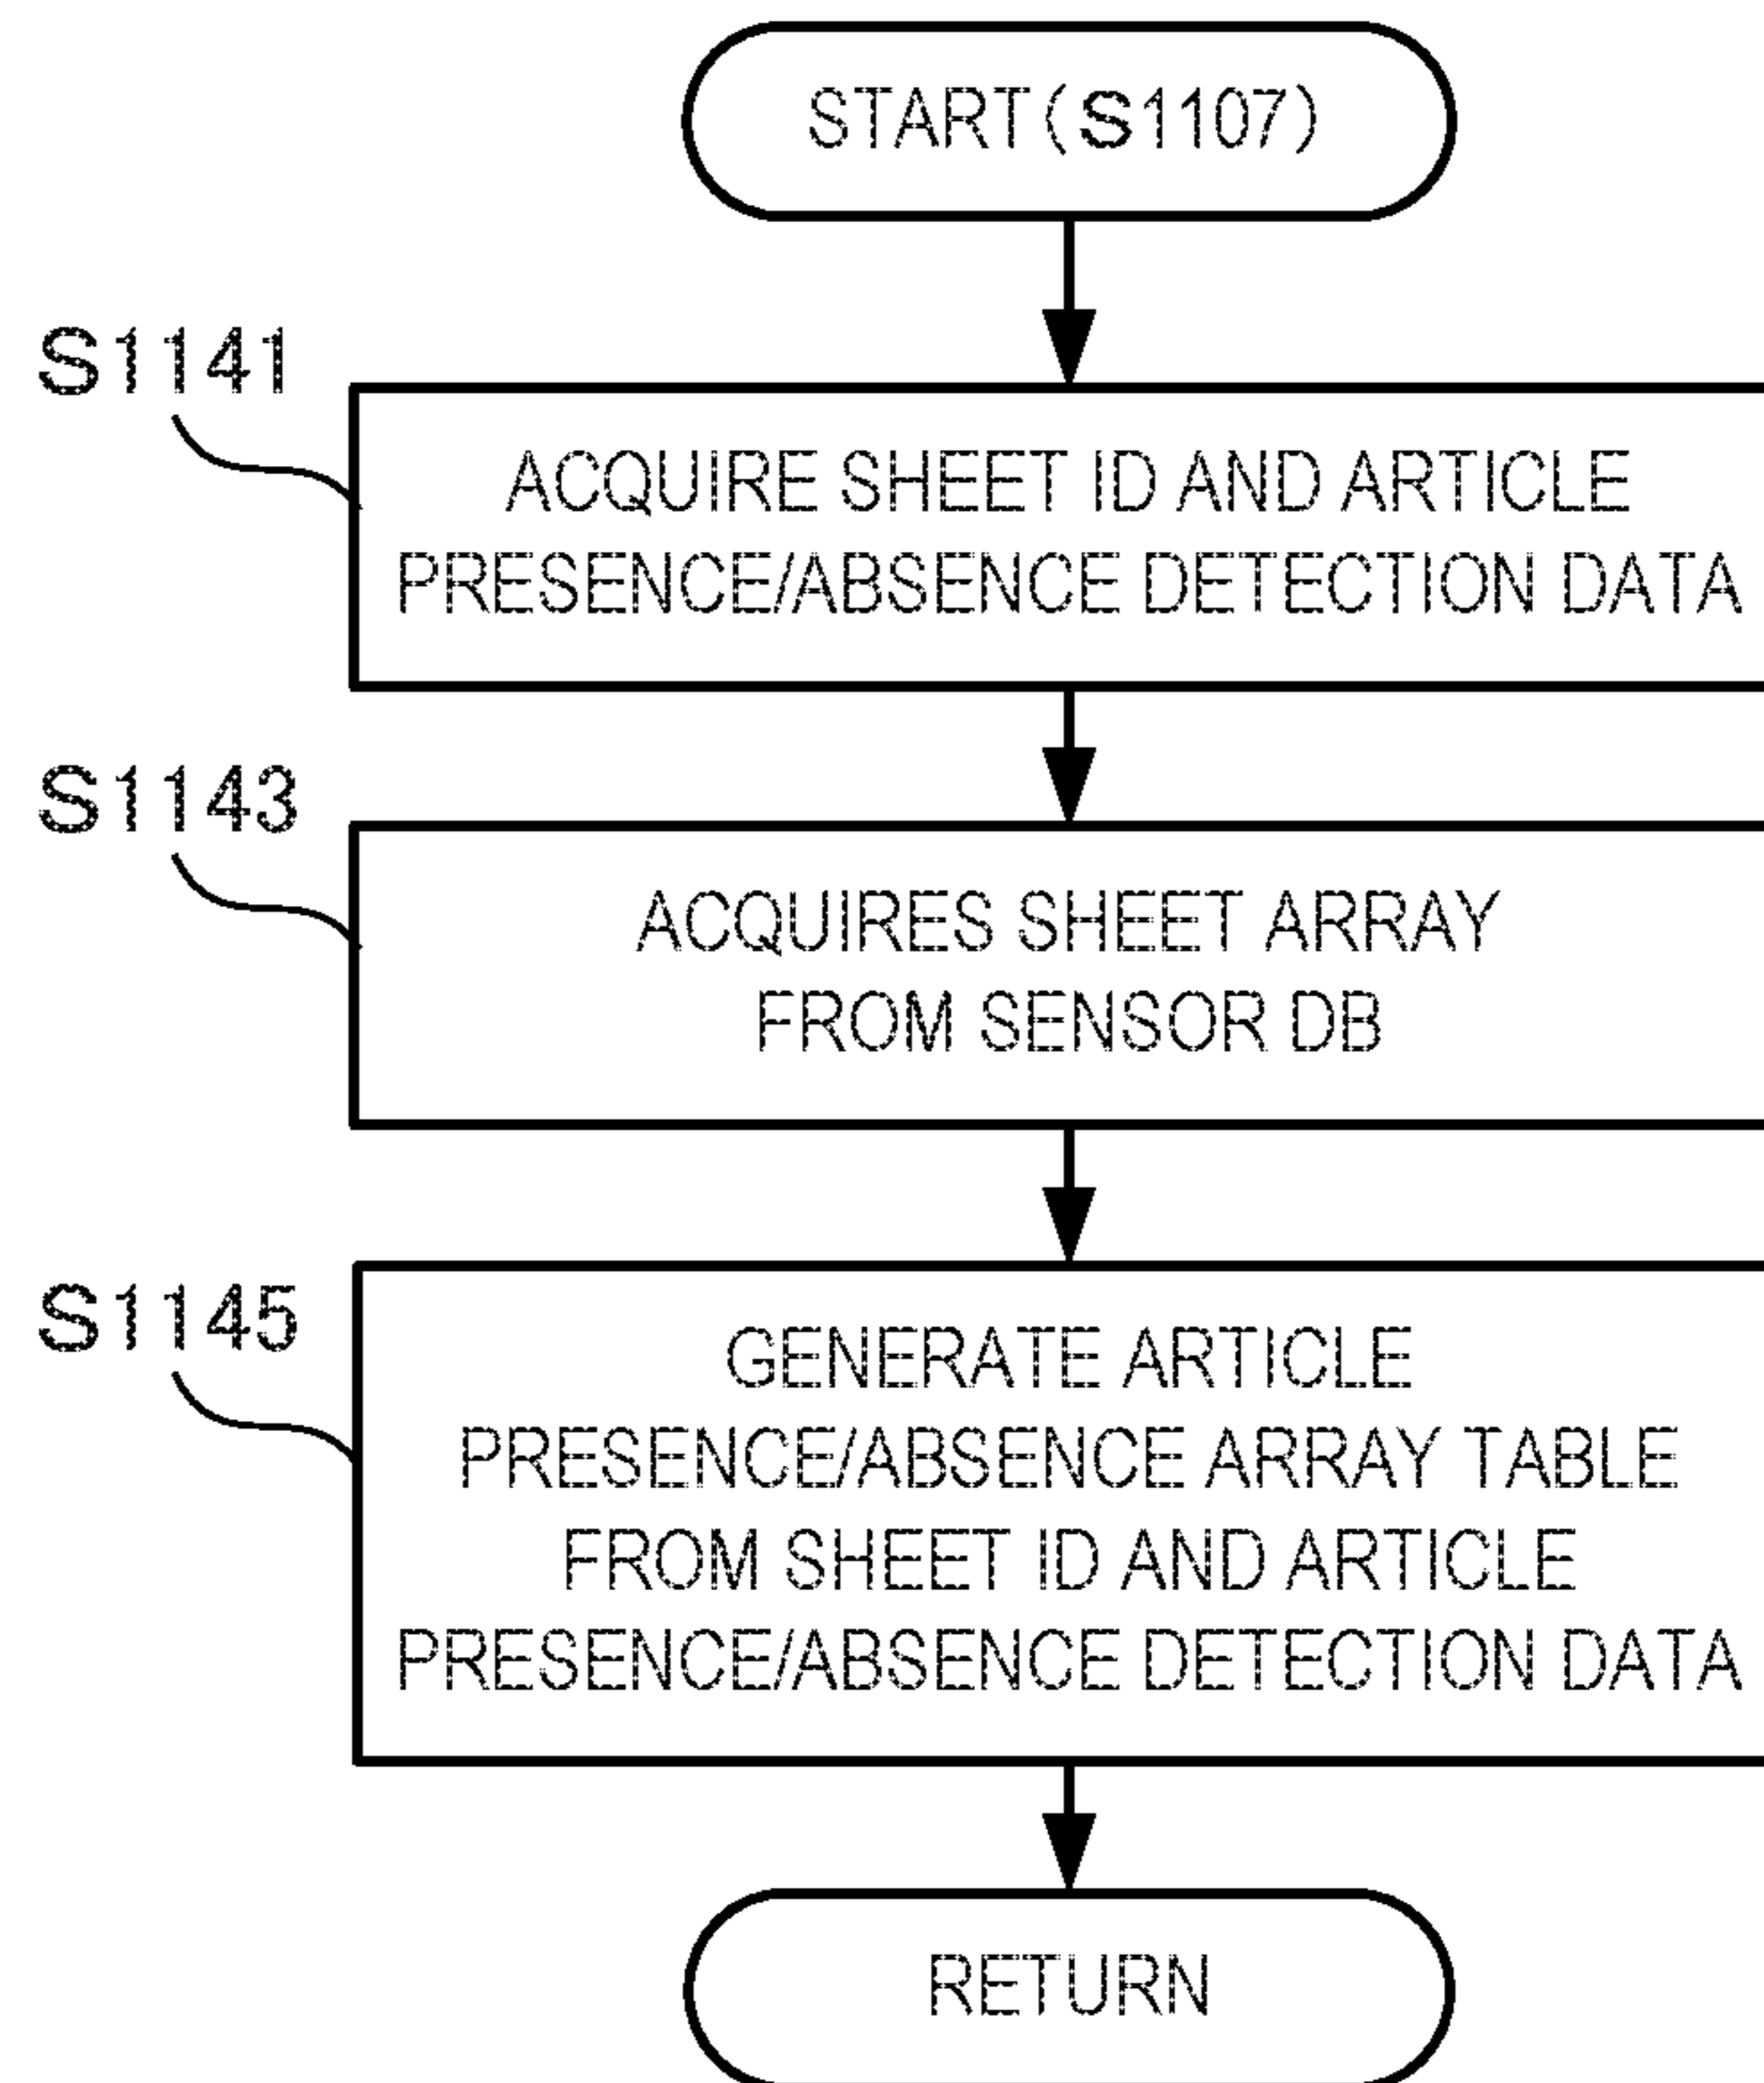 START(S1107)
S1141
ACQUIRE SHEET ID AND ARTICLE
PRESENCE/ABSENCE DETECTION DATA
S1143
ACQUIRES SHEET ARRAY
FROM SENSOR DB
S1145
GENERATE ARTICLE
PRESENCE/ABSENCE ARRAY TABLE
FROM SHEET ID AND ARTICLE
PRESENCE/ABSENCE DETECTION DATA
RETURN